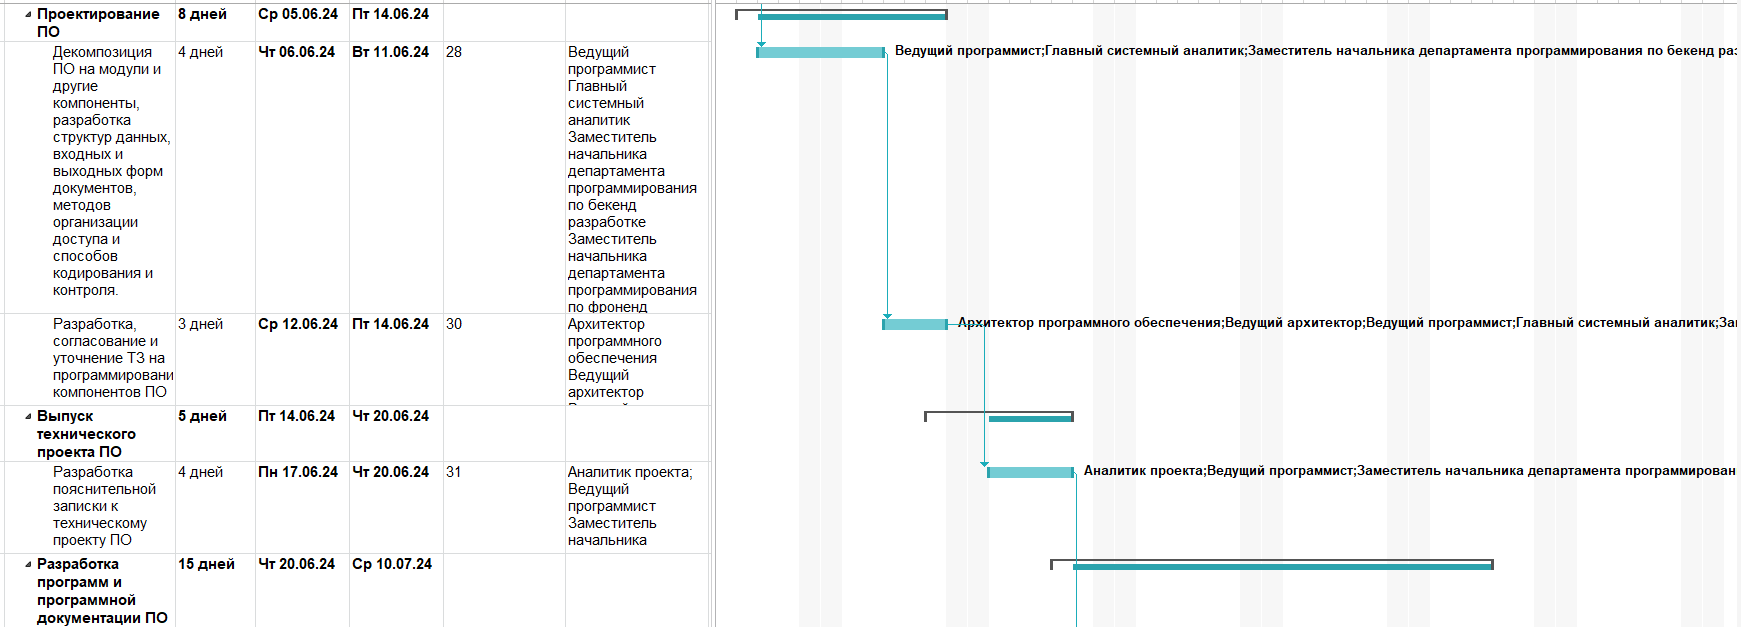 Проектирование
ПО
8 дней
Ср 05.06.24
Пт 14.06.24
Декомпозиция
ПО на модули и
другие
компоненты,
разработка
структур данных,
входных и
выходных форм
документов,
методов
организации
доступа и
способов
кодирования и
контроля.
4 дней
Чт 06.06.24
Вт 11.06.24
28
Ведущий
программист
Главный
системный
аналитик
Заместитель
начальника
департамента
программирования
по бекенд
разработке
Заместитель
начальника
департамента
программирования
по фроненд
Ведущий программист;Главный системный аналитик;Заместитель начальника департамента программирования по бекенд раз
Разработка,
согласование и
уточнение ТЗ на
программировани
компонентов ПО
3 дней
Ср 12.06.24
Пт 14.06.24
30
Архитектор
программного
обеспечения
Ведущий
архитектор
Архитектор программного обеспечения;Ведущий архитектор;Ведущий программист;Главный системный аналитик;За
Выпуск
технического
проекта ПО
5 дней
Пт 14.06.24
Чт 20.06.24
Разработка
пояснительной
записки к
техническому
проекту ПО
4 дней
Пн 17.06.24
Чт 20.06.24
31
Аналитик проекта;
Ведущий
программист
Заместитель
начальника
Аналитик проекта;Ведущий программист;Заместитель начальника департамента программирован
Разработка
программ и
программной
документации ПО
15 дней
Чт 20.06.24
Ср 10.07.24